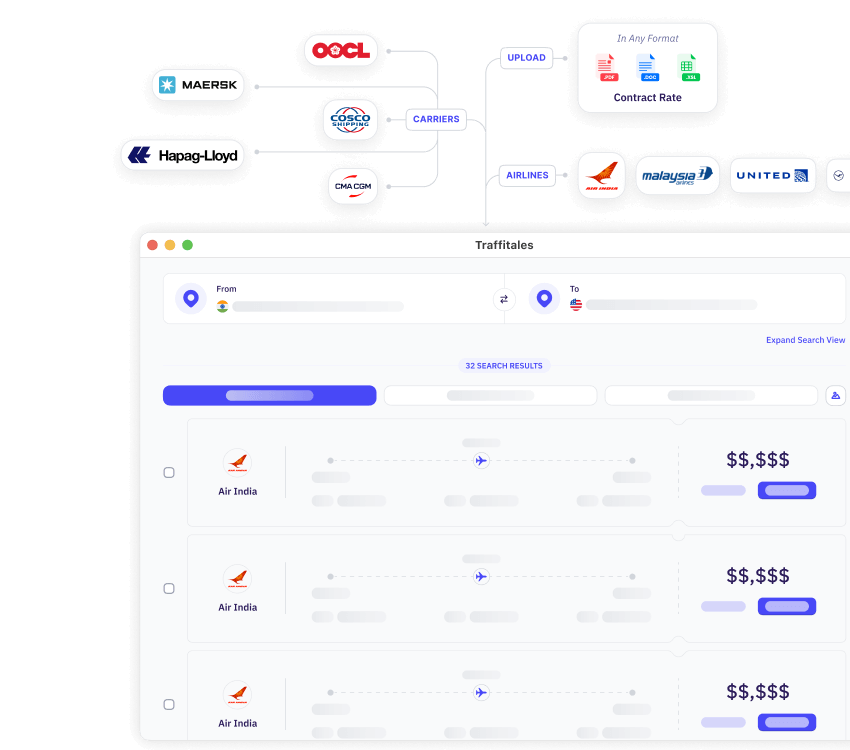 OOCL
MAERSK
COSCO
SHIPPING
Hapag-Lloyd
CMA CGM
CARRIERS
UPLOAD
In Any Format
.PDF
.DOC
.XSL
Contract Rate
AIRLINES
AIR INDIA
malaysia
airlines
UNITED
Traffitales
From
To
Expand Search View
32 SEARCH RESULTS
Air India
$$,$$$
Air India
$$,$$$
Air India
$$,$$$